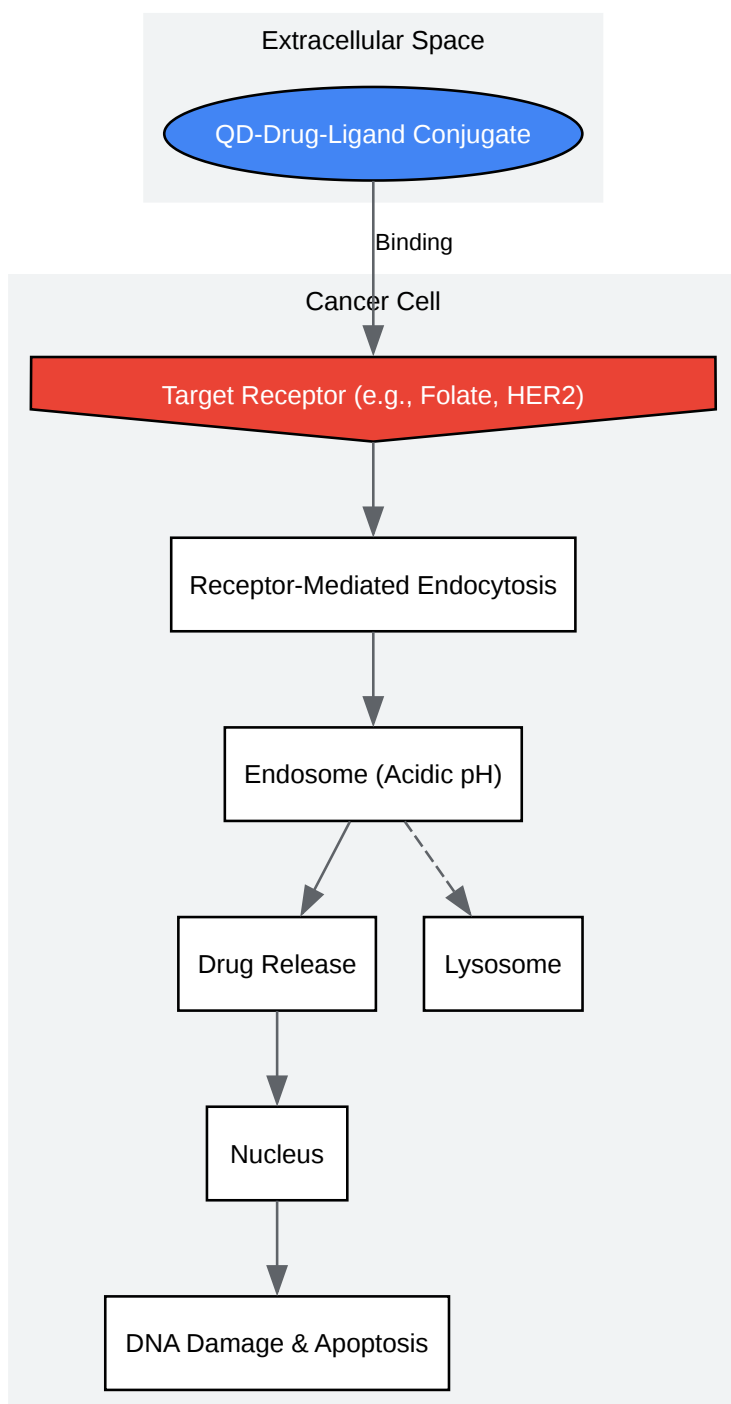 Extracellular Space
QD-Drug-Ligand Conjugate
Binding
Cancer Cell
Target Receptor (e.g., Folate, HER2)
Receptor-Mediated Endocytosis
Endosome (Acidic pH)
Drug Release
Lysosome
Nucleus
DNA Damage & Apoptosis